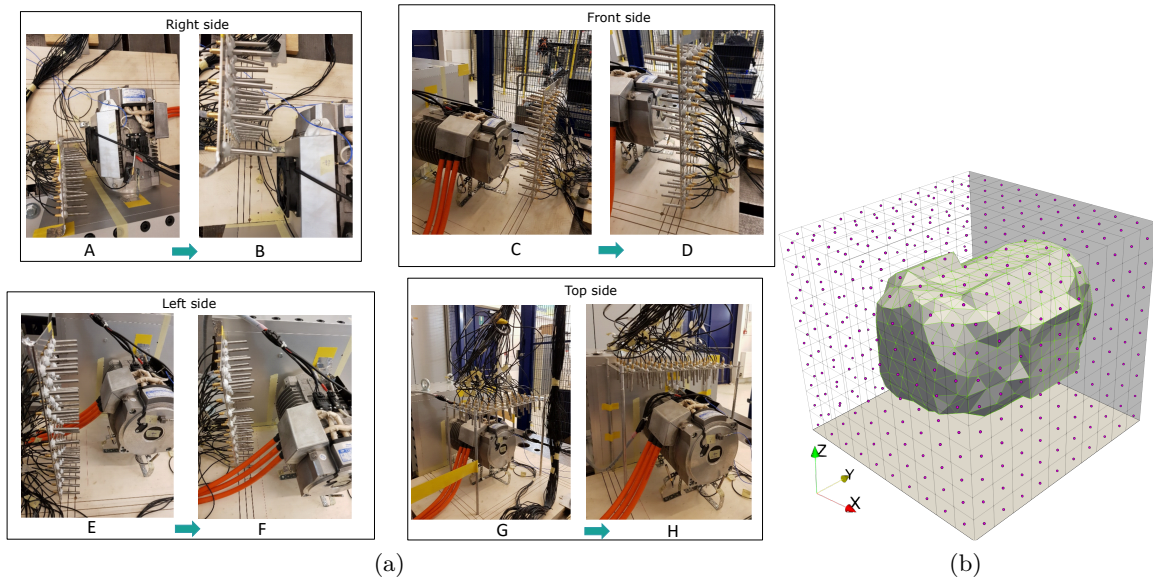 Right side
A
B
Front side
C
D
Left side
E
F
Top side
G
H
(a)
Z
Y
X
(b)